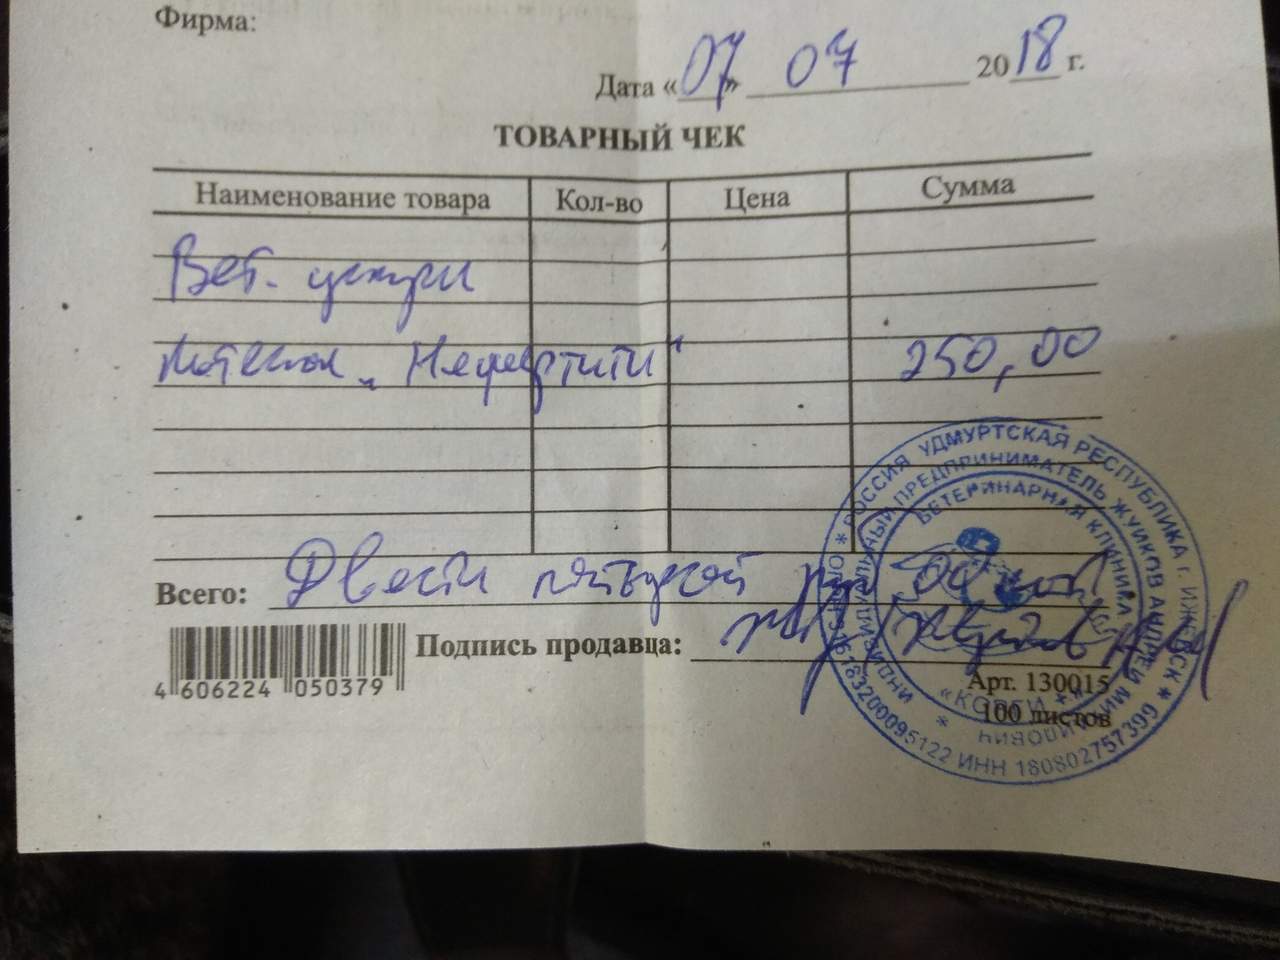 Фирма:
Дата «07» 07 2018 г.
ТОВАРНЫЙ ЧЕК
Наименование товара Кол-во Цена Сумма
Вет. услуги
"Нефертити" 250,00
Всего: Двести пятьдесят руб 00 коп
Подпись продавца:
4 606224 050379
Арт. 130015
100 листов
РОССИЯ УДМУРТСКАЯ РЕСПУБЛИКА г. ИЖЕВСК *
ИНН 180802757399 *
ИНДИВИДУАЛЬНЫЙ ПРЕДПРИНИМАТЕЛЬ ЖУЙКОВ АНДРЕЙ
ВЕТЕРИНАРНАЯ КЛИНИКА